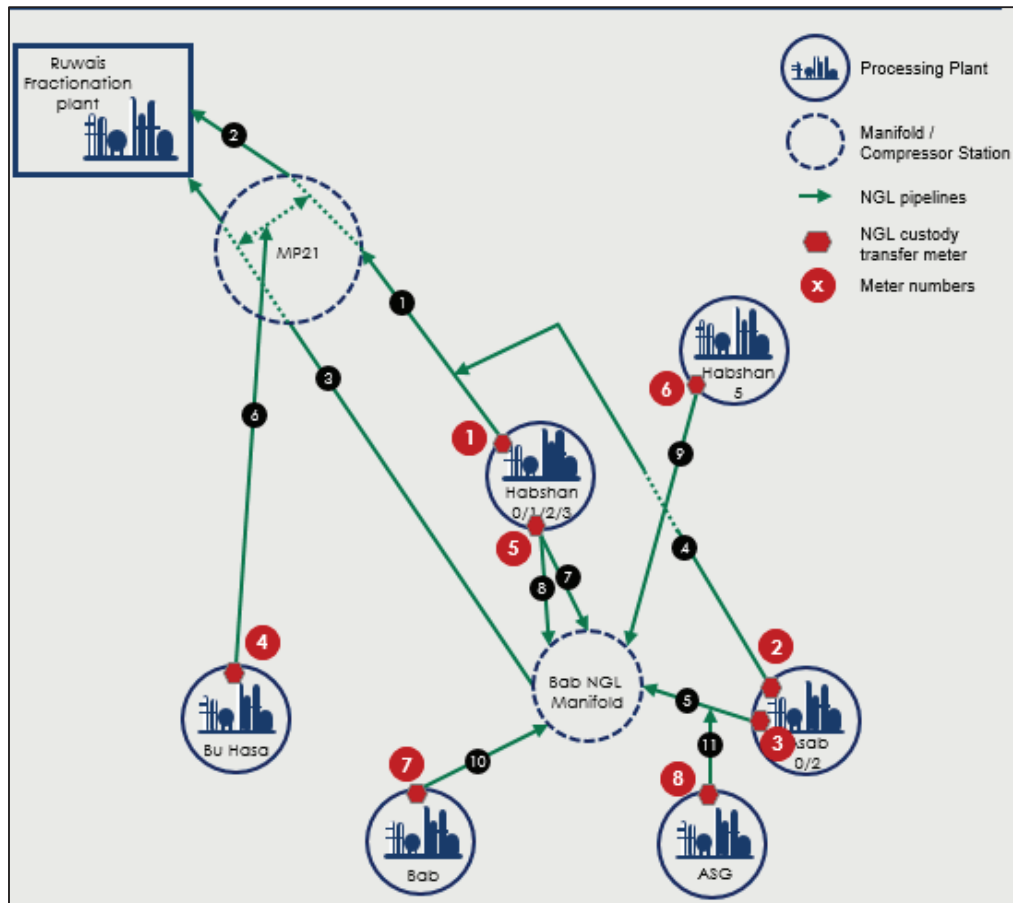 Ruwais
Fractionation
plant
2
MP21
1
3
6
Processing Plant
Manifold /
Compressor Station
NGL pipelines
NGL custody
transfer meter
x
Meter numbers
Habshan
5
6
9
1
Habshan
0/1/2/3
5
8
7
4
2
4
Bu Hasa
Bab NGL
Manifold
5
3
Asab
0/2
11
10
7
Bab
8
ASG